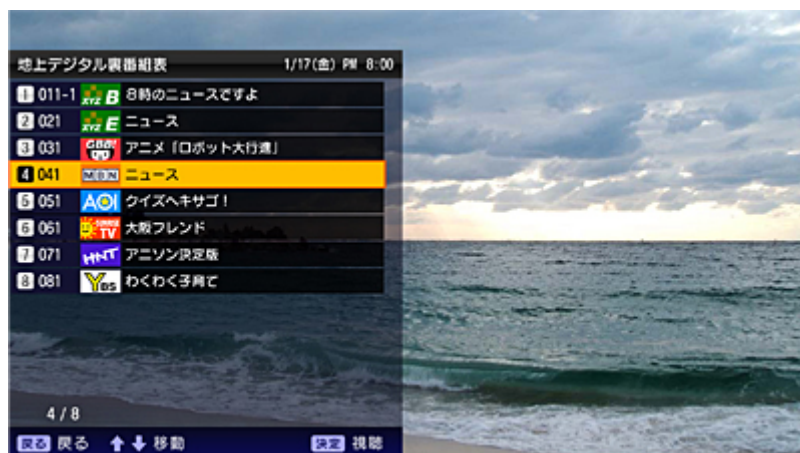 地上デジタル裏番組表 1/17(金) PM 8:00
1 011-1 XYZ B 8時のニュースですよ
2 021 XYZ E ニュース
3 031 GBB! アニメ「ロボット大行進」
4 041 MBN ニュース
5 051 AOI クイズヘキサゴ!
6 061 TV 大阪フレンド
7 071 HNT アニソン決定版
8 081 YBS わくわく子育て
4/8
戻る 戻る ↑↓ 移動 決定 視聴